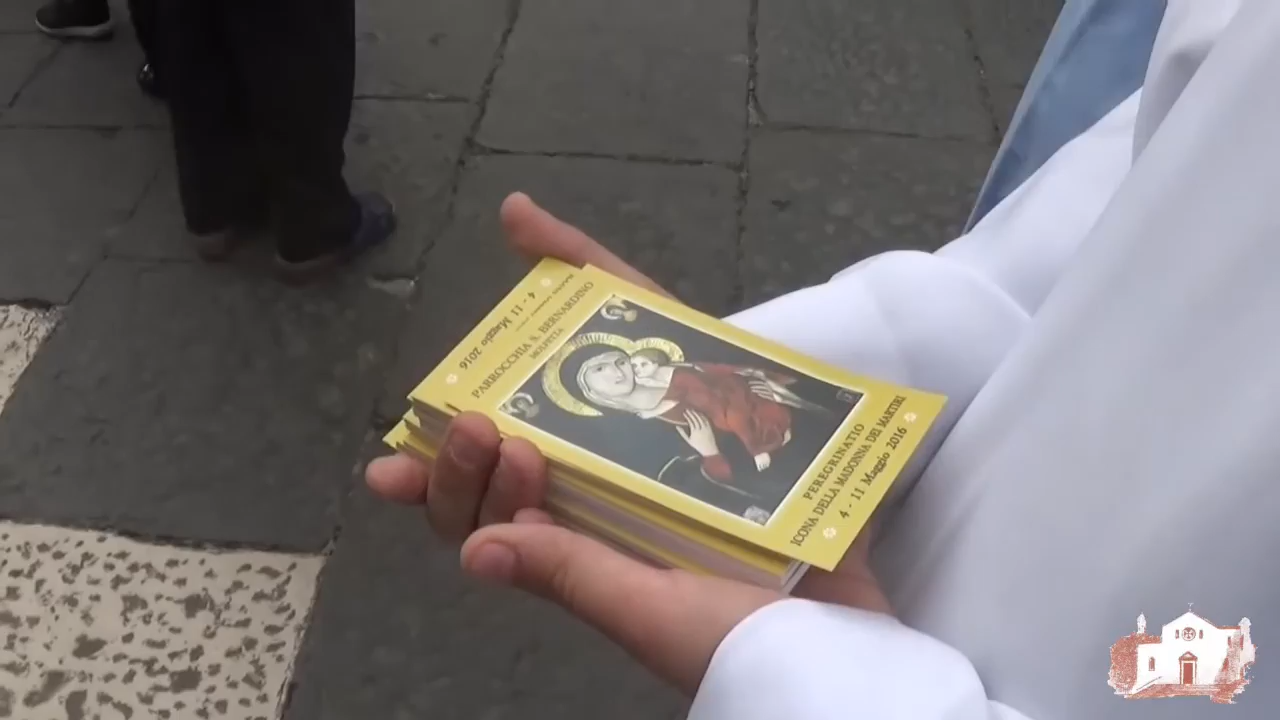 PARROCCHIA S. BERNARDINO
MOLFETTA
PEREGRINATIO
ICONA DELLA MADONNA DEI MARTIRI
4 - 11 Maggio 2016
4 - 11 Maggio 2016